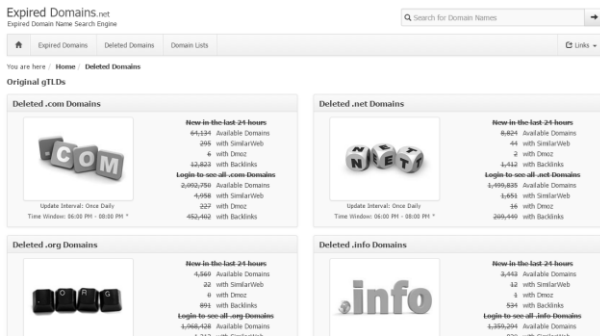 Expired Domains.net
Expired Domain Name Search Engine
Search for Domain Names
Expired Domains
Deleted Domains
Domain Lists
Links
You are here / Home / Deleted Domains
Original gTLDs
Deleted .com Domains
.COM
Update Interval: Once Daily
Time Window: 06:00 PM - 08:00 PM *
New in the last 24 hours
64,134 Available Domains
295 with SimilarWeb
6 with Dmoz
12,823 with Backlinks
Login to see all .com Domains
2,092,750 Available Domains
4,958 with SimilarWeb
227 with Dmoz
452,402 with Backlinks
Deleted .net Domains
NET
Update Interval: Once Daily
Time Window: 06:00 PM - 08:00 PM *
New in the last 24 hours
8,824 Available Domains
44 with SimilarWeb
2 with Dmoz
1,412 with Backlinks
Login to see all .net Domains
1,499,835 Available Domains
1,651 with SimilarWeb
16 with Dmoz
209,440 with Backlinks
Deleted .org Domains
. O R G
New in the last 24 hours
4,569 Available Domains
22 with SimilarWeb
with Dmoz
891 with Backlinks
Login to see all .org Domains
1,968,428 Available Domains
Deleted .info Domains
.info
New in the last 24 hours
3,443 Available Domains
12 with SimilarWeb
with Dmoz
534 with Backlinks
Login to see all .info Domains
1,359,294 Available Domains